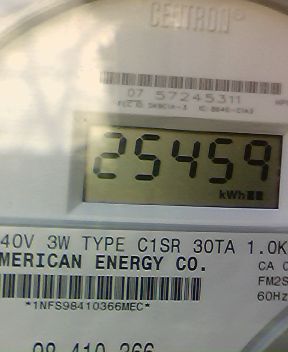 CENTRON®
07 57245311
25459
kWh
40V 3W TYPE C1SR 30TA 1.0K
MERICAN ENERGY CO.
CA 0
FM2S
60Hz
*1NFS98410366MEC*
98 410 366